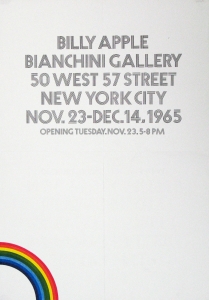 BILLY APPLE
BIANCHINI GALLERY
50 WEST 57 STREET
NEW YORK CITY
NOV. 23-DEC.14,1965
OPENING TUESDAY.NOV.23.5-8 PM